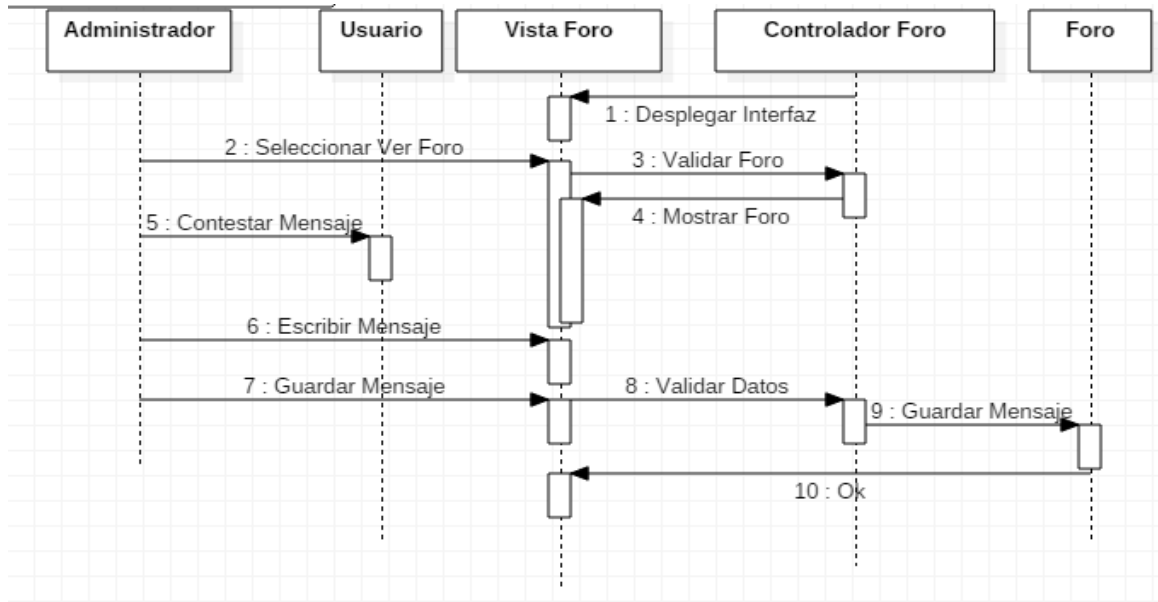 Administrador
Usuario
Vista Foro
Controlador Foro
Foro
1 : Desplegar Interfaz
2 : Seleccionar Ver Foro
3 : Validar Foro
4 : Mostrar Foro
5 : Contestar Mensaje
6 : Escribir Mensaje
7 : Guardar Mensaje
8 : Validar Datos
9 : Guardar Mensaje
10 : Ok